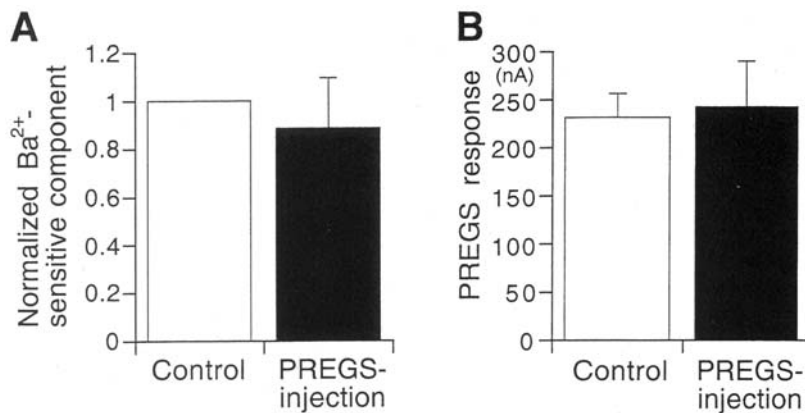 A
Normalized Ba2+-
sensitive component
1.2
1
0.8
0.6
0.4
0.2
0
Control
PREGS-
injection
B
PREGS response
300
(nA)
250
200
150
100
50
0
Control
PREGS-
injection